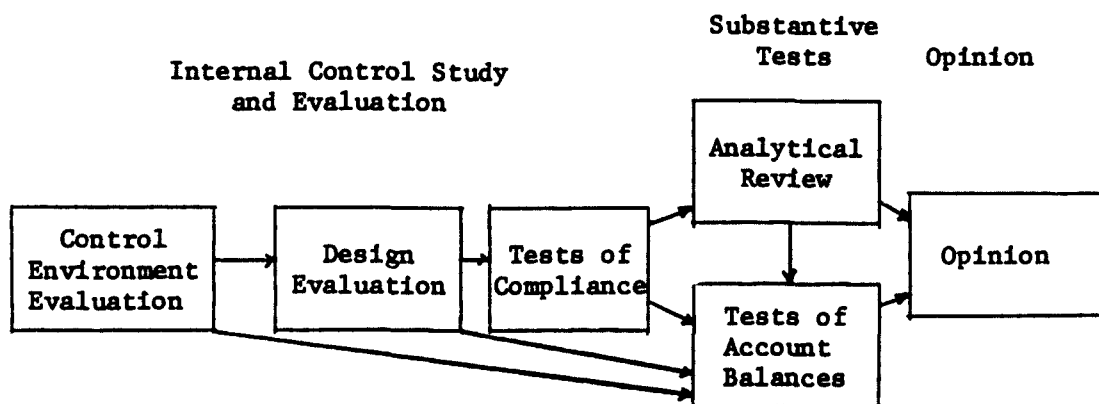 Substantive
Tests
Opinion
Internal Control Study
and Evaluation
Analytical
Review
Control
Environment
Evaluation
Design
Evaluation
Tests of
Compliance
Opinion
Tests of
Account
Balances